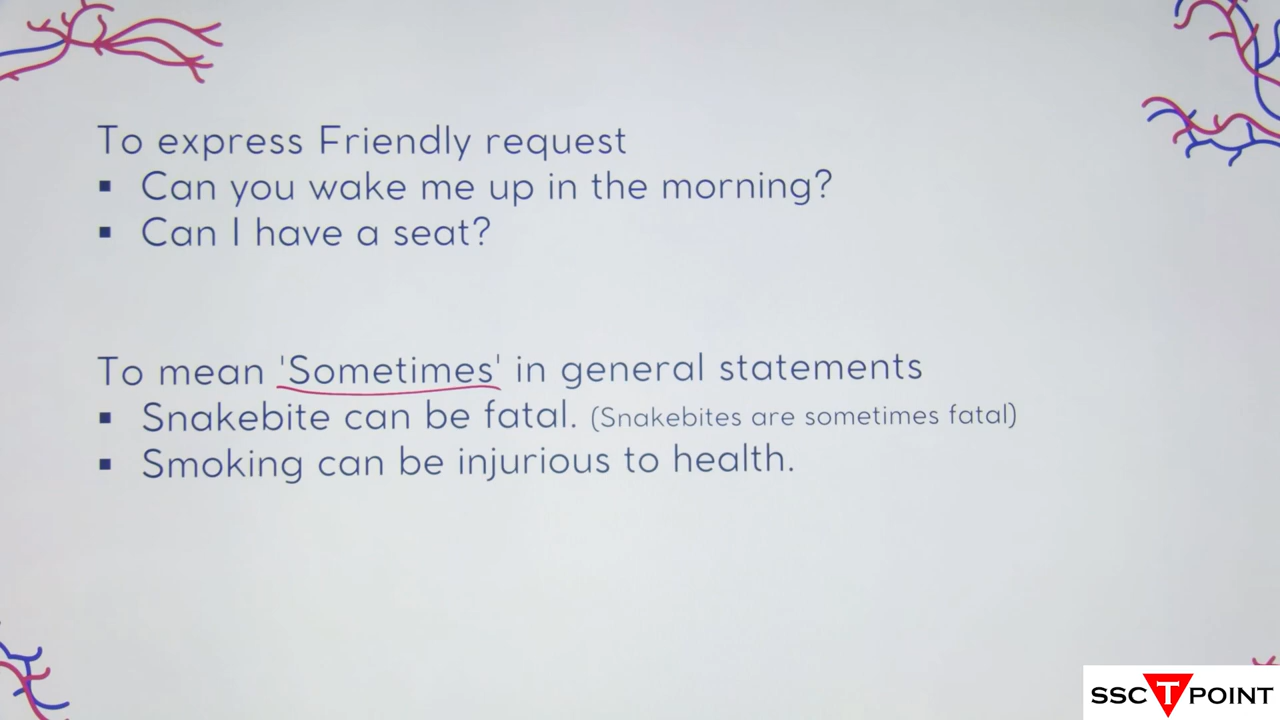 To express Friendly request
▪ Can you wake me up in the morning?
▪ Can I have a seat?
To mean 'Sometimes' in general statements
▪ Snakebite can be fatal. (Snakebites are sometimes fatal)
▪ Smoking can be injurious to health.
SSC T POINT